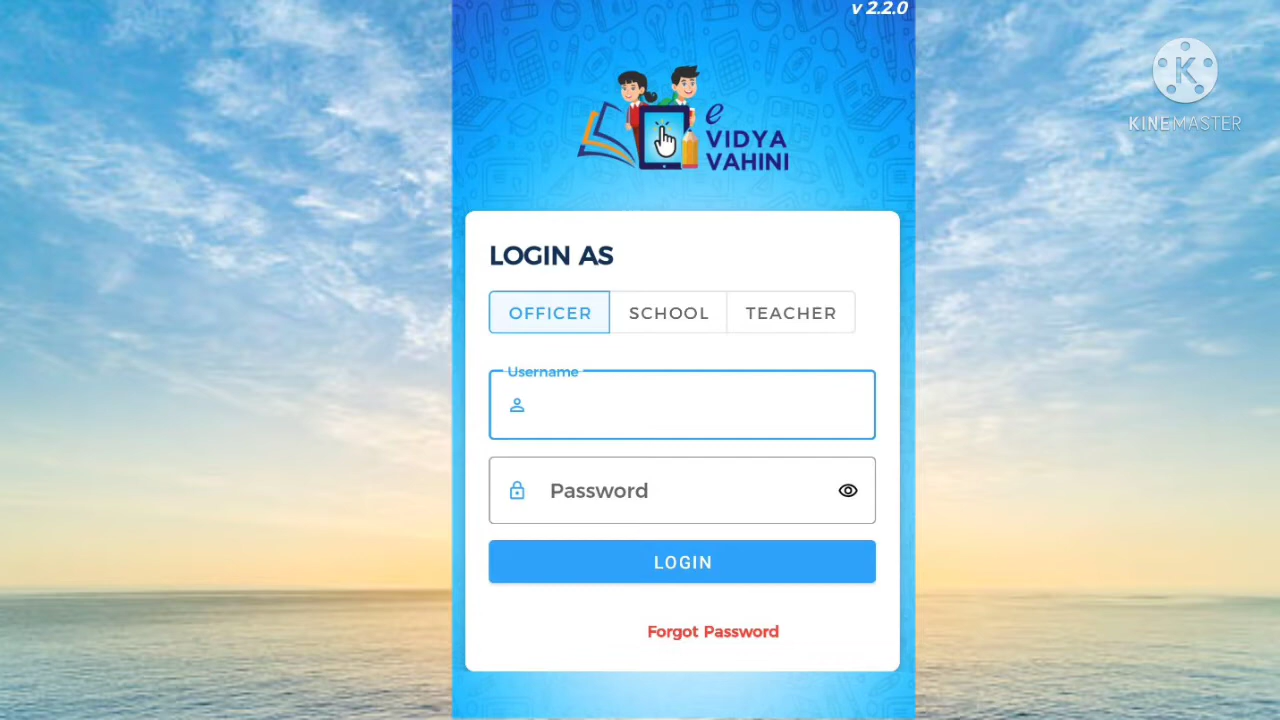 v 2.2.0
KINEMASTER
e
VIDYA
VAHINI
LOGIN AS
OFFICER SCHOOL TEACHER
Username
Password
LOGIN
Forgot Password